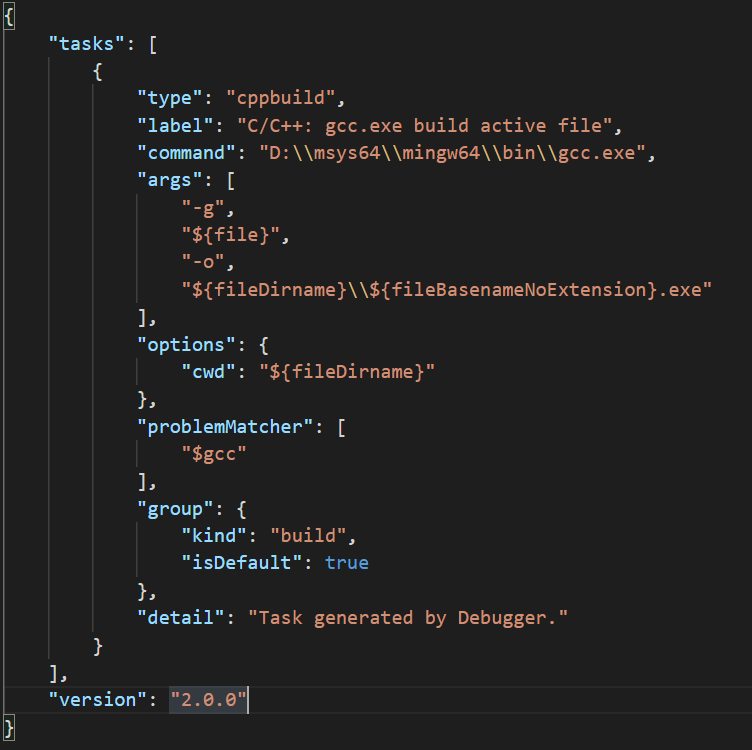 {
    "tasks": [
        {
            "type": "cppbuild",
            "label": "C/C++: gcc.exe build active file",
            "command": "D:\\msys64\\mingw64\\bin\\gcc.exe",
            "args": [
                "-g",
                "${file}",
                "-o",
                "${fileDirname}\\${fileBasenameNoExtension}.exe"
            ],
            "options": {
                "cwd": "${fileDirname}"
            },
            "problemMatcher": [
                "$gcc"
            ],
            "group": {
                "kind": "build",
                "isDefault": true
            },
            "detail": "Task generated by Debugger."
        }
    ],
    "version": "2.0.0"
}